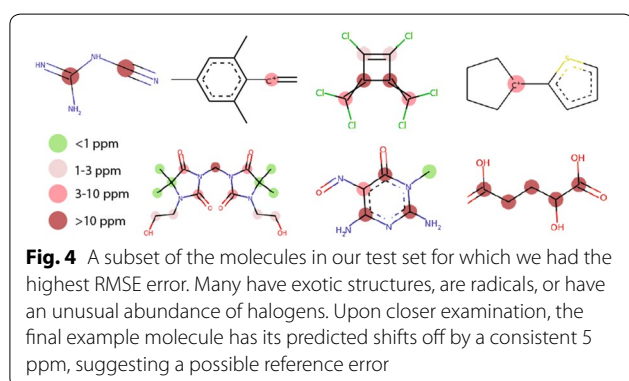 HN
NH
NH₂
N
C⁺
Cl
Cl
Cl
Cl
Cl
Cl
C⁺
S
<1 ppm
1-3 ppm
3-10 ppm
>10 ppm
O
O
N
N
N
N
O
O
OH
HO
O
O
N
N
H₂N
N
NH₂
OH
O
OH
O
Fig. 4 A subset of the molecules in our test set for which we had the
highest RMSE error. Many have exotic structures, are radicals, or have
an unusual abundance of halogens. Upon closer examination, the
final example molecule has its predicted shifts off by a consistent 5
ppm, suggesting a possible reference error